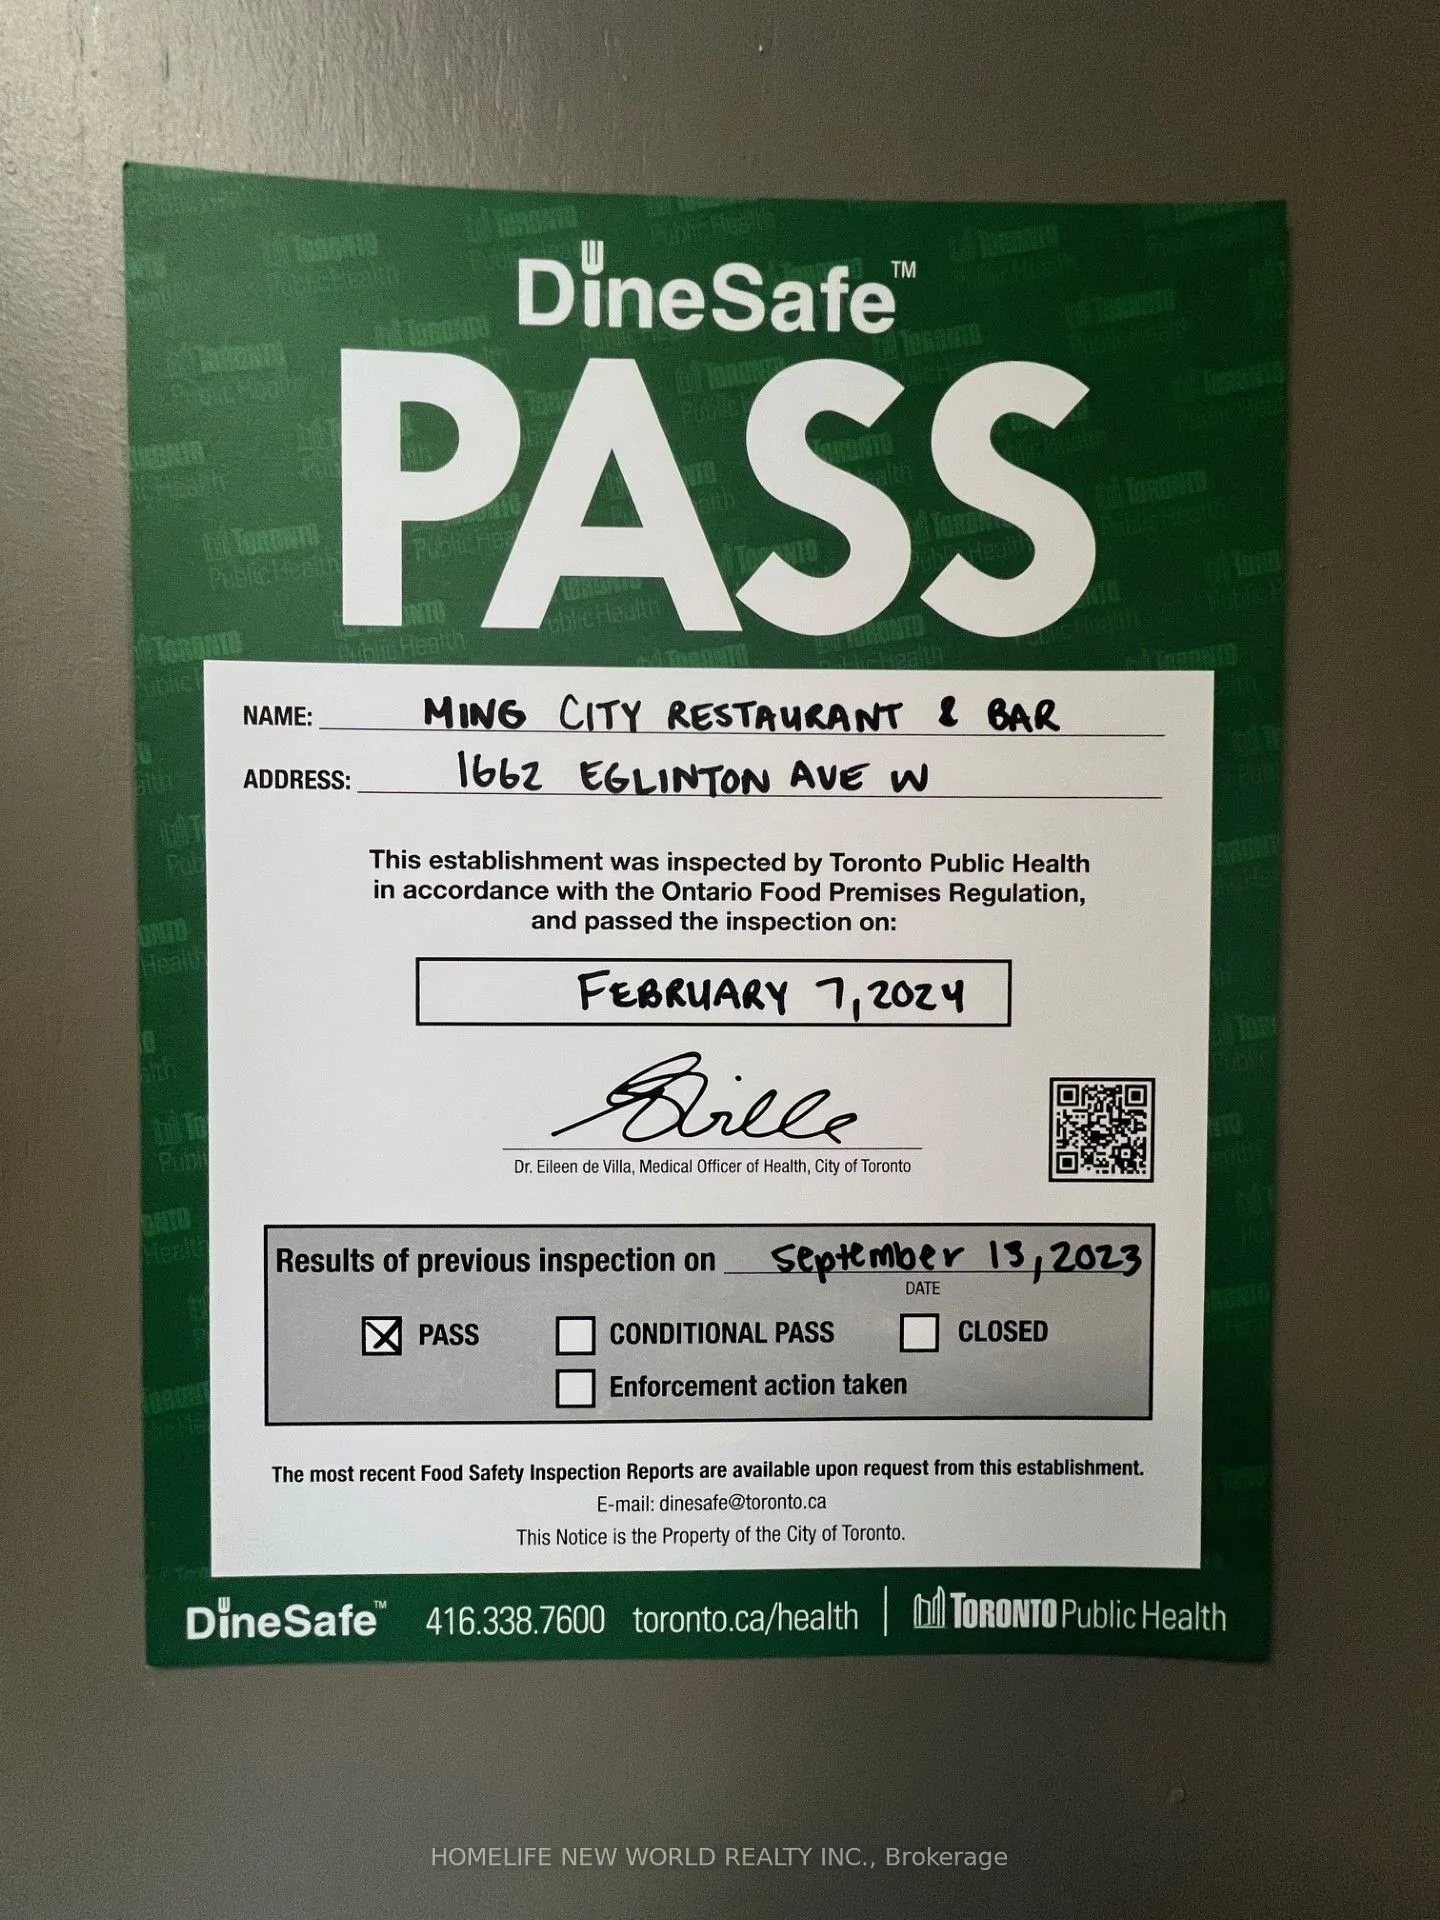 DineSafe™
PASS
NAME: MING CITY RESTAURANT & BAR
ADDRESS: 1662 EGLINTON AVE W
This establishment was inspected by Toronto Public Health
in accordance with the Ontario Food Premises Regulation,
and passed the inspection on:
FEBRUARY 7, 2024
Dr. Eileen de Villa, Medical Officer of Health, City of Toronto
Results of previous inspection on September 13, 2023
DATE
PASS CONDITIONAL PASS CLOSED
Enforcement action taken
The most recent Food Safety Inspection Reports are available upon request from this establishment.
E-mail: dinesafe@toronto.ca
This Notice is the Property of the City of Toronto.
DineSafe™ 416.338.7600 toronto.ca/health | TORONTO Public Health
HOMELIFE NEW WORLD REALTY INC., Brokerage